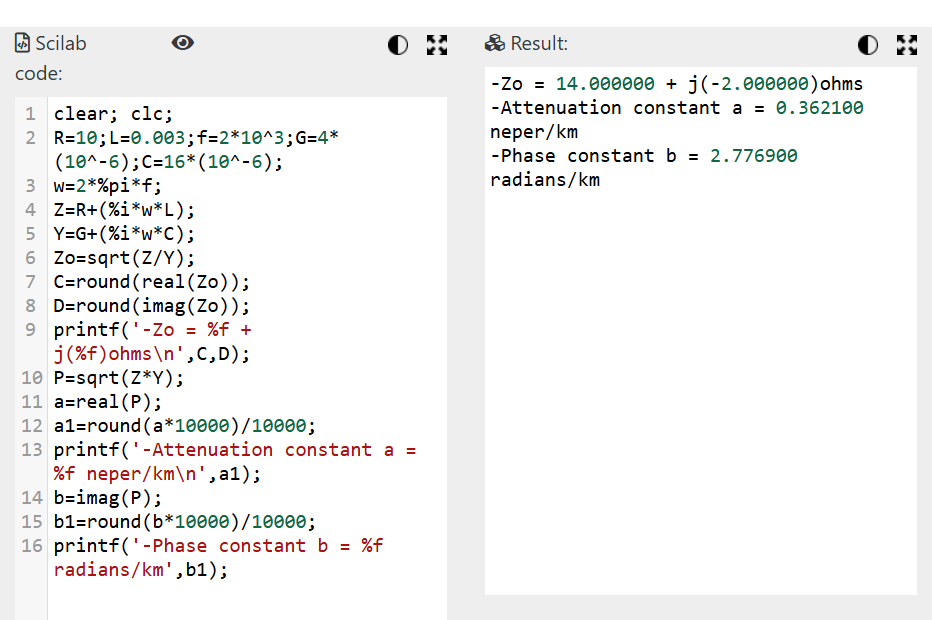 Scilab
code:
1 clear; clc;
2 R=10;L=0.003;f=2*10^3;G=4*
(10^-6);C=16*(10^-6);
3 w=2*%pi*f;
4 Z=R+(%i*w*L);
5 Y=G+(%i*w*C);
6 Zo=sqrt(Z/Y);
7 C=round(real(Zo));
8 D=round(imag(Zo));
9 printf('-Zo = %f +
j(%f)ohms\n',C,D);
10 P=sqrt(Z*Y);
11 a=real(P);
12 a1=round(a*10000)/10000;
13 printf('-Attenuation constant a =
%f neper/km\n',a1);
14 b=imag(P);
15 b1=round(b*10000)/10000;
16 printf('-Phase constant b = %f
radians/km',b1);
Result:
-Zo = 14.000000 + j(-2.000000)ohms
-Attenuation constant a = 0.362100
neper/km
-Phase constant b = 2.776900
radians/km